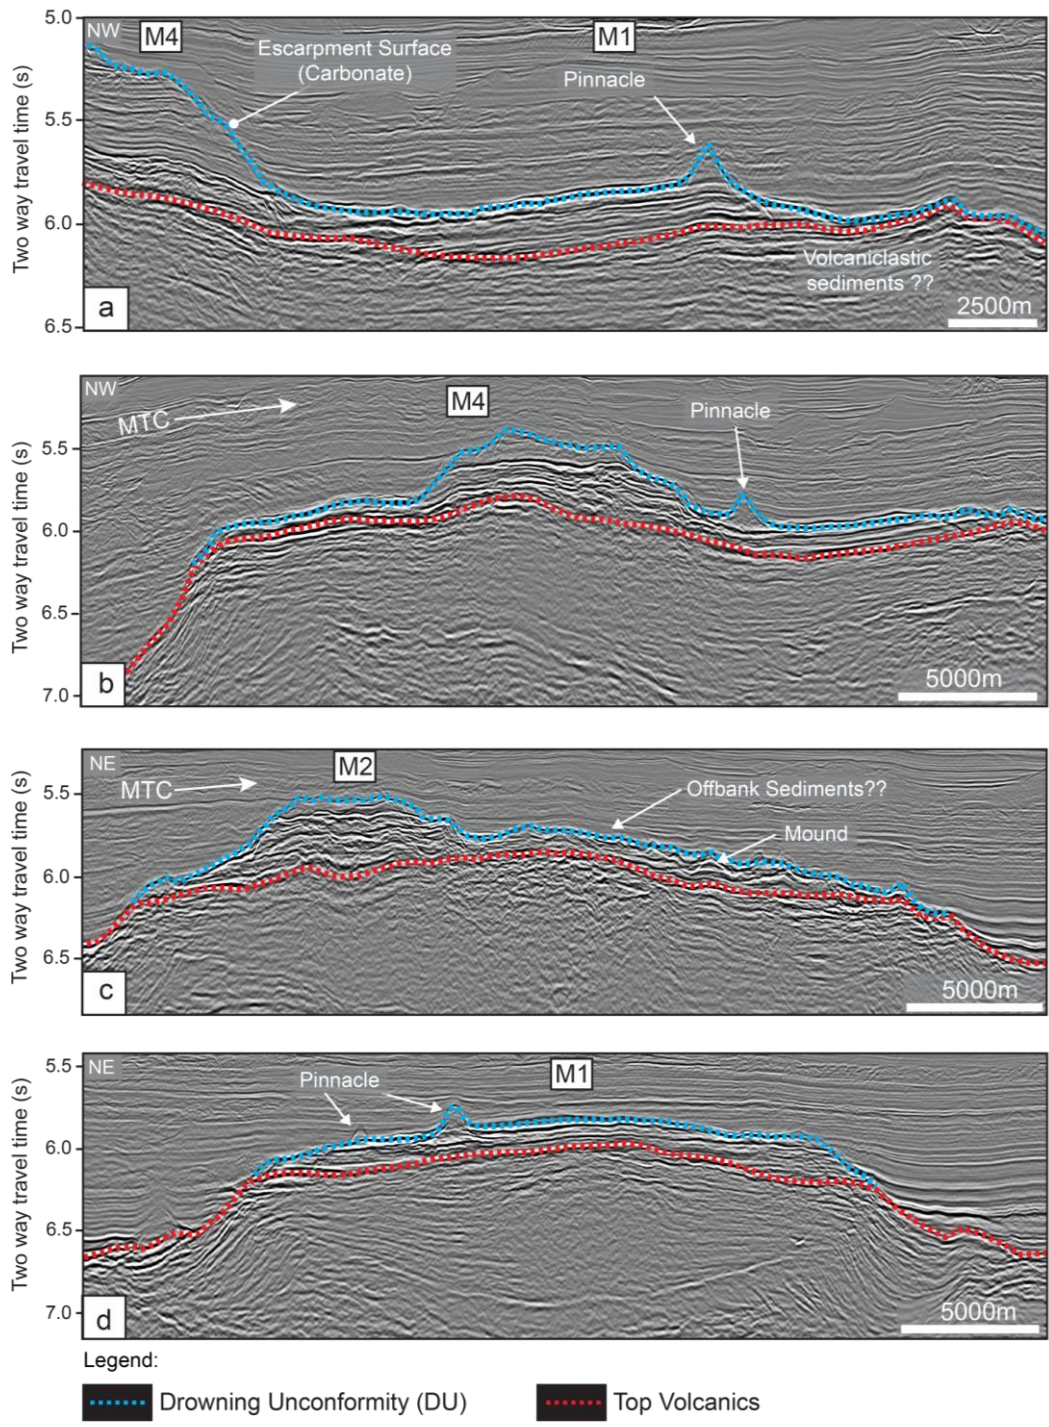 5.0
NW
M4
M1
Escarpment Surface
(Carbonate)
Pinnacle
5.5
6.0
Volcaniclastic
sediments ??
6.5
a
2500m
Two way travel time (s)
NW
MTC
M4
Pinnacle
5.5
6.0
6.5
7.0
b
5000m
Two way travel time (s)
NE
MTC
M2
Offbank Sediments??
Mound
5.5
6.0
6.5
c
5000m
Two way travel time (s)
5.5
NE
Pinnacle
M1
6.0
6.5
7.0
d
5000m
Two way travel time (s)
Legend:
Drowning Unconformity (DU)
Top Volcanics